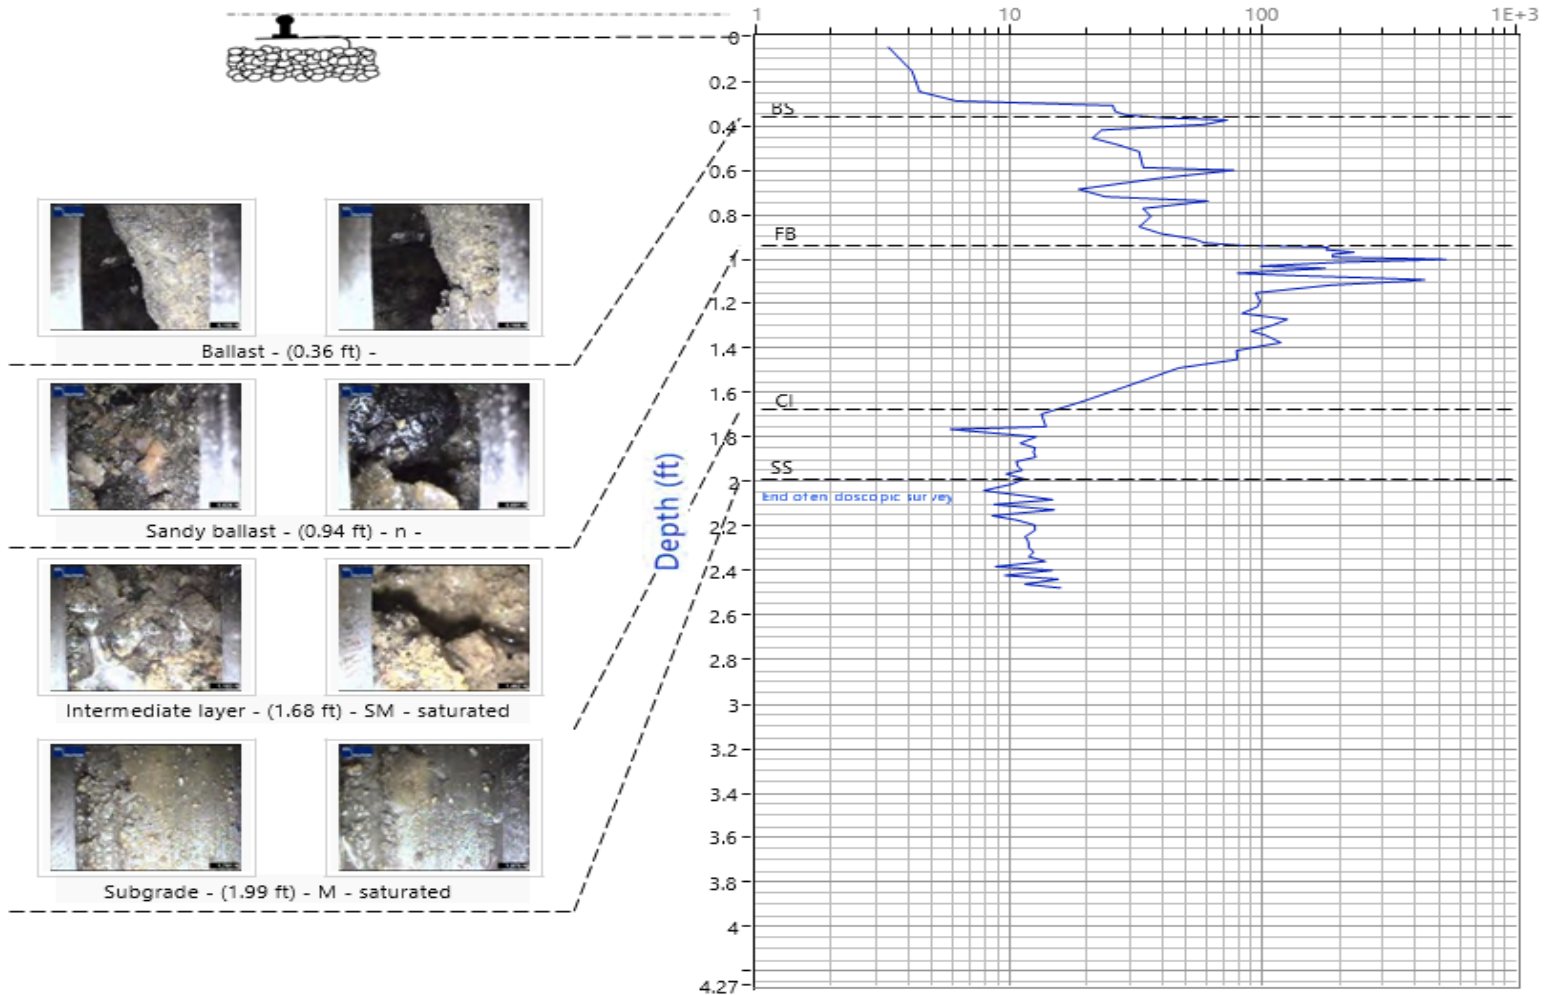 1 10 100 1E+3
0
0.2
BS
0.4
0.6
0.8
FB
1
1.2
1.4
1.6
CI
1.8
SS
2
End of endoscopic survey
2.2
2.4
2.6
2.8
3
3.2
3.4
3.6
3.8
4
4.27
Depth (ft)
Ballast - (0.36 ft) -
Sandy ballast - (0.94 ft) - n -
Intermediate layer - (1.68 ft) - SM - saturated
Subgrade - (1.99 ft) - M - saturated